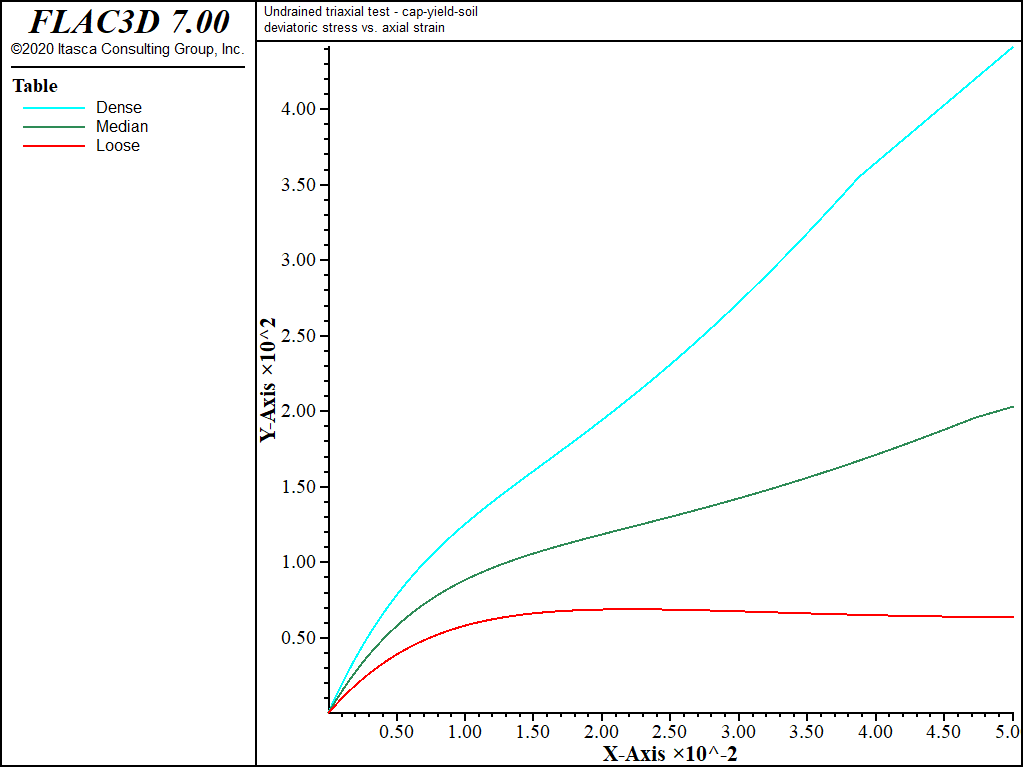 FLAC3D 7.00
©2020 Itasca Consulting Group, Inc.
Table
Dense
Median
Loose
Undrained triaxial test - cap-yield-soil
deviatoric stress vs. axial strain
4.00
3.50
3.00
2.50
2.00
1.50
1.00
0.50
Y-Axis ×10^2
0.50 1.00 1.50 2.00 2.50 3.00 3.50 4.00 4.50 5.0
X-Axis ×10^-2